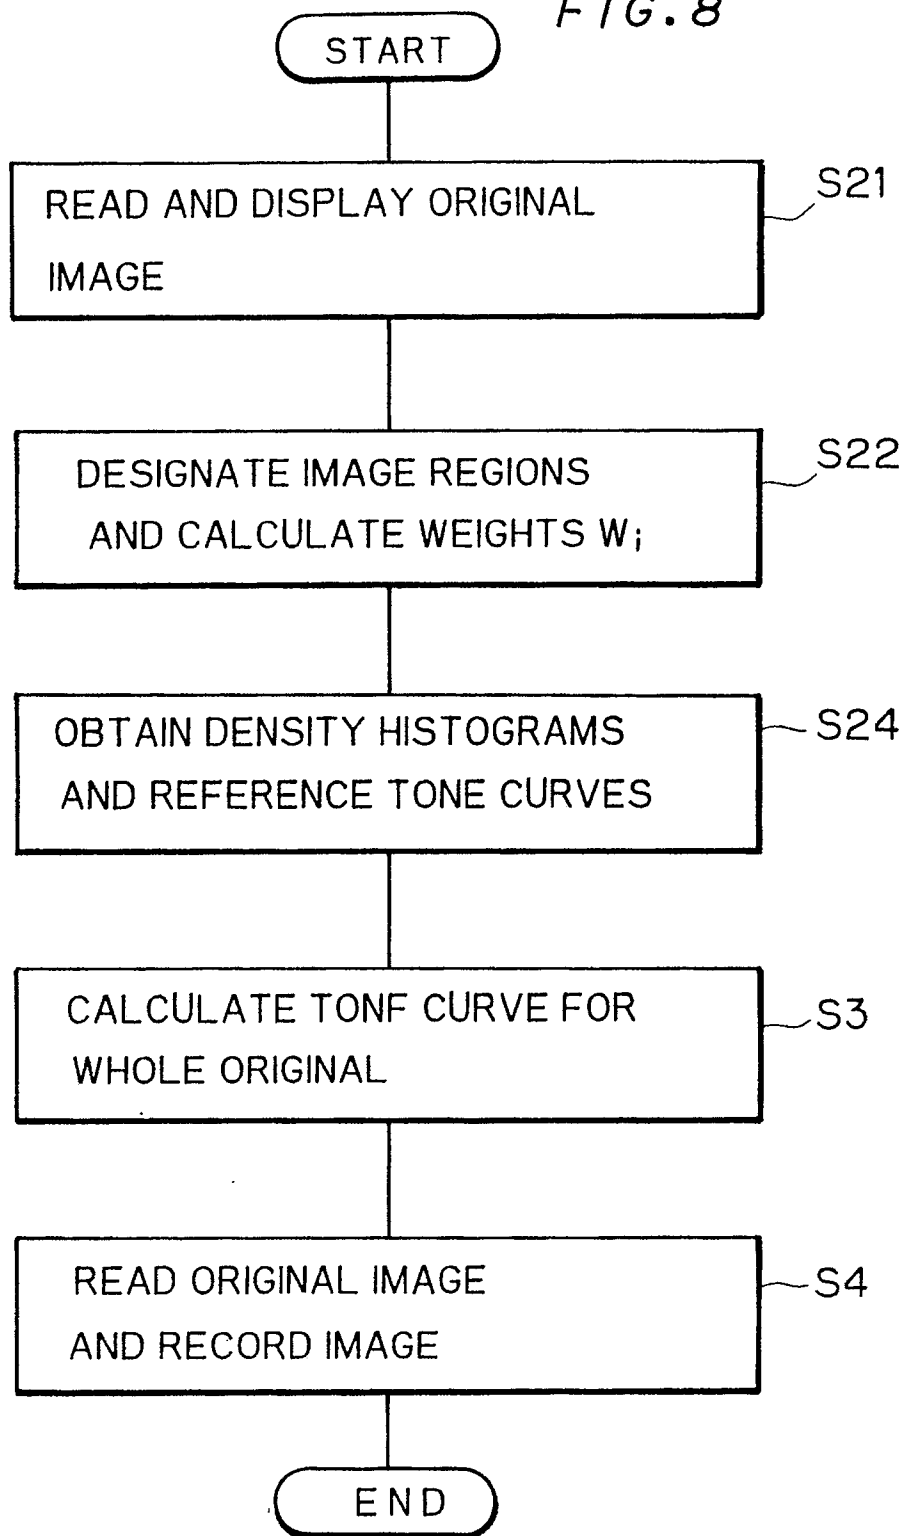 FIG. 8
START
READ AND DISPLAY ORIGINAL
IMAGE
S21
DESIGNATE IMAGE REGIONS
AND CALCULATE WEIGHTS Wi
S22
OBTAIN DENSITY HISTOGRAMS
AND REFERENCE TONE CURVES
S24
CALCULATE TONF CURVE FOR
WHOLE ORIGINAL
S3
READ ORIGINAL IMAGE
AND RECORD IMAGE
S4
END